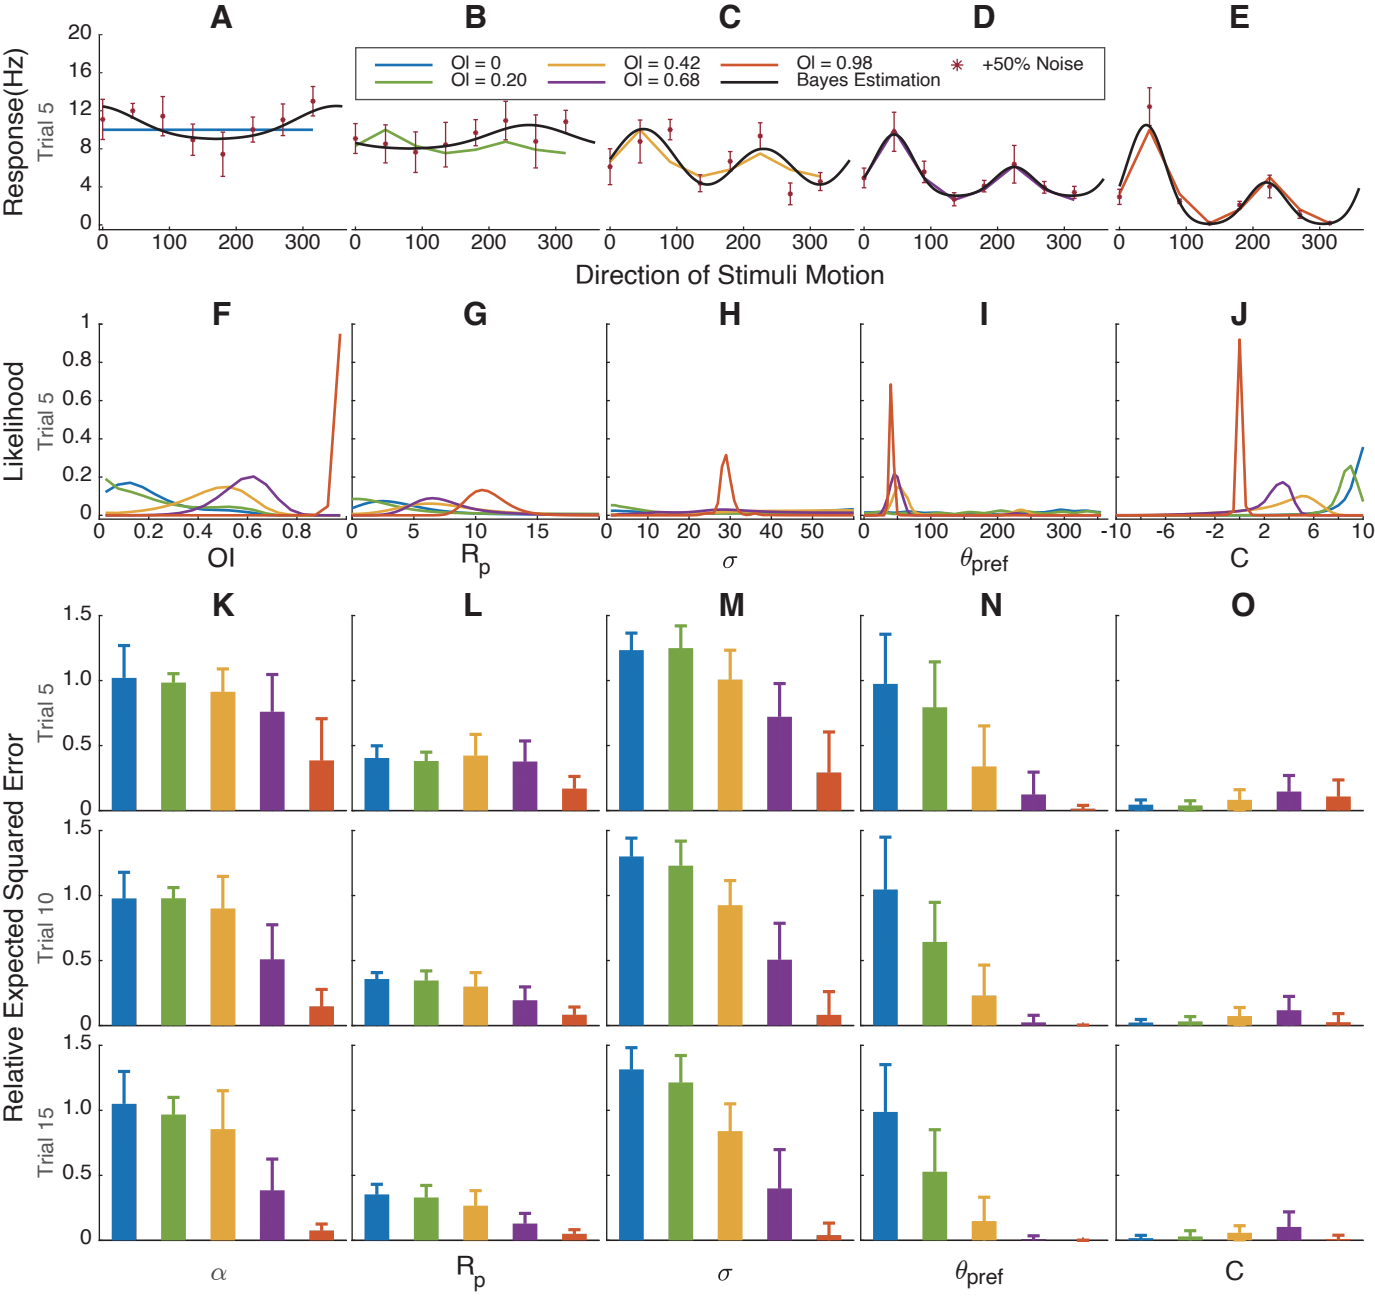 A B C D E
Response(Hz)
Trial 5
20
16
12
8
4
0
OI = 0 OI = 0.42 OI = 0.98 +50% Noise
OI = 0.20 OI = 0.68 Bayes Estimation
0 100 200 300 0 100 200 300 0 100 200 300 0 100 200 300 0 100 200 300
Direction of Stimuli Motion
F G H I J
Likelihood
Trial 5
1
0.8
0.6
0.4
0.2
0
0 0.2 0.4 0.6 0.8 5 10 15 0 10 20 30 40 50 0 100 200 300 -10 -6 -2 2 6 10
OI Rp σ θpref C
K L M N O
Relative Expected Squared Error
Trial 5
1.5
1.0
0.5
0
Trial 10
1.5
1.0
0.5
0
Trial 15
1.5
1.0
0.5
0
α Rp σ θpref C